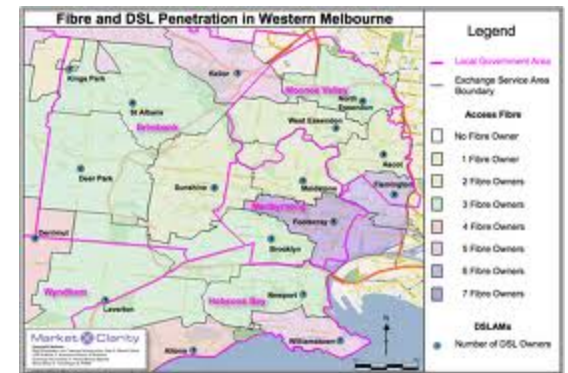 Fibre and DSL Penetration in Western Melbourne
Kings Park
Keilor
Moonee Valley
North Essendon
St Albans
West Essendon
Brimbank
Ascot
Deer Park
Sunshine
Maidstone
Flemington
Maribyrnong
Footscray
Derrimut
Brooklyn
Wyndham
Laverton
Hobsons Bay
Newport
Altona
Williamstown
Market Clarity
N
Legend
Local Government Area
Exchange Service Area
Boundary
Access Fibre
No Fibre Owner
1 Fibre Owner
2 Fibre Owners
3 Fibre Owners
4 Fibre Owners
5 Fibre Owners
6 Fibre Owners
7 Fibre Owners
DSLAMs
Number of DSL Owners